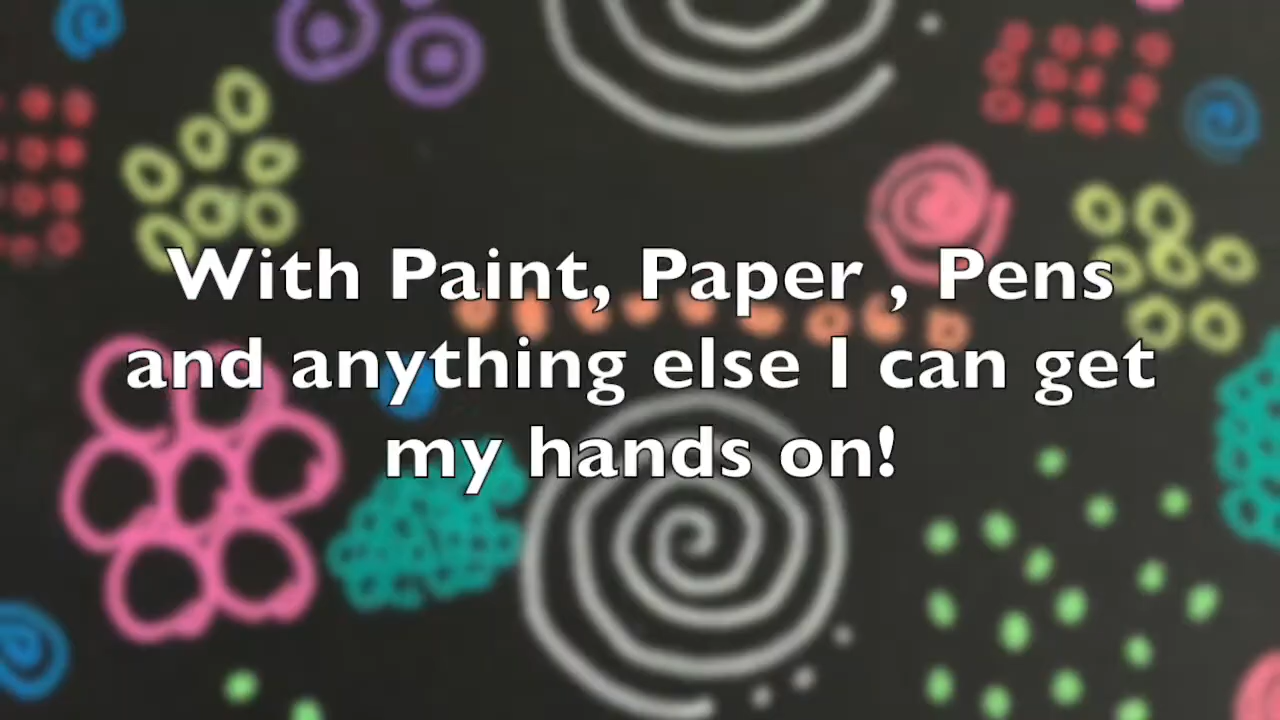 With Paint, Paper , Pens
and anything else I can get
my hands on!